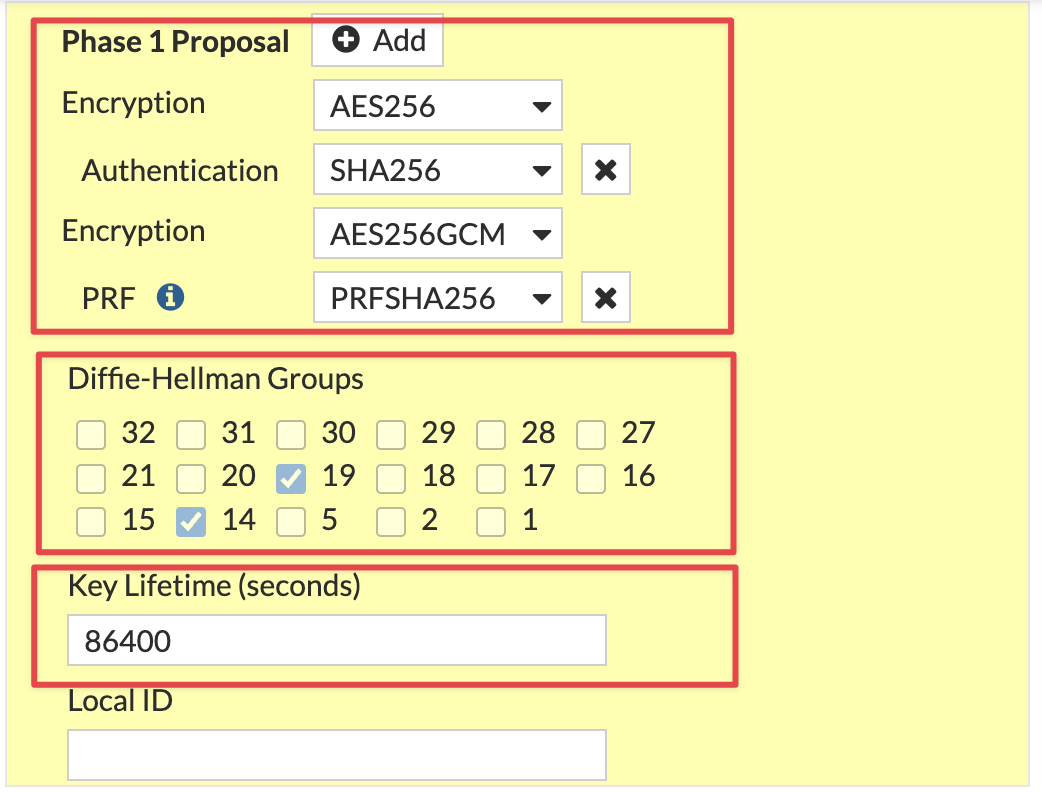 Phase 1 Proposal Add
Encryption AES256
Authentication SHA256
Encryption AES256GCM
PRF PRFSHA256
Diffie-Hellman Groups
32 31 30 29 28 27
21 20 19 18 17 16
15 14 5 2 1
Key Lifetime (seconds)
86400
Local ID